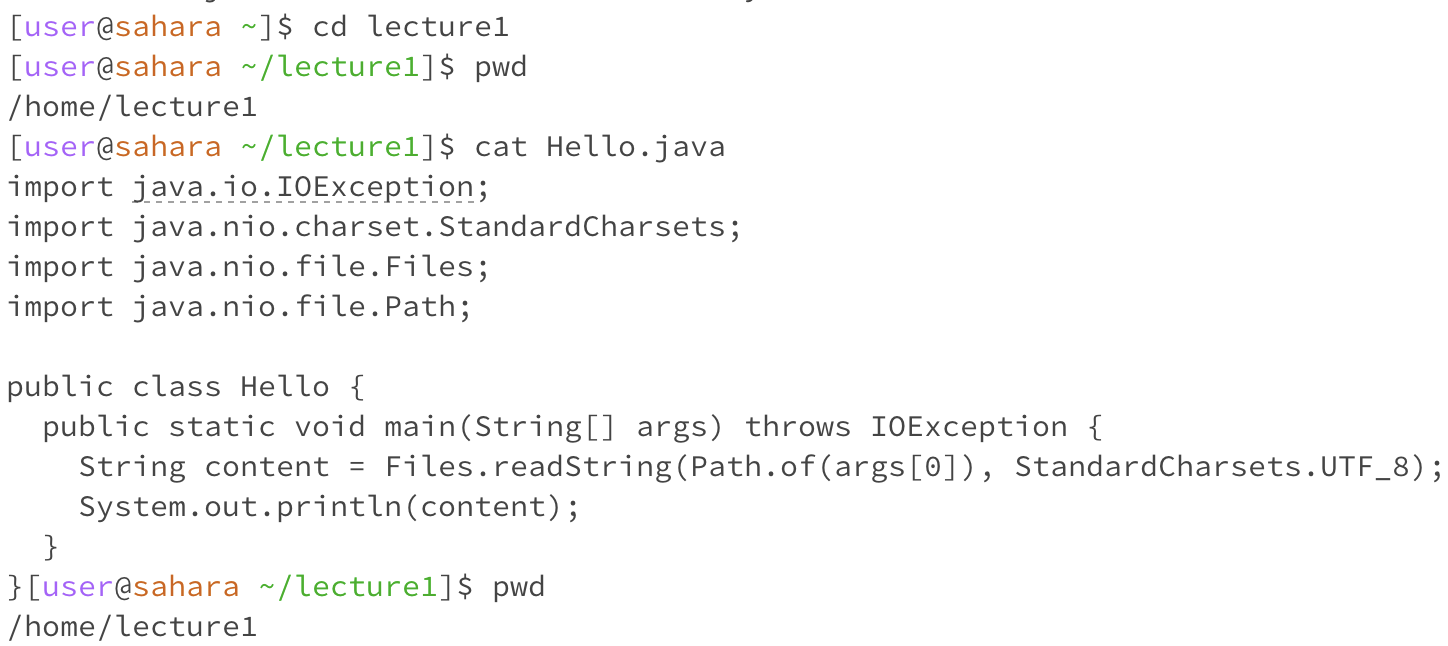 [user@sahara ~]$ cd lecture1
[user@sahara ~/lecture1]$ pwd
/home/lecture1
[user@sahara ~/lecture1]$ cat Hello.java
import java.io.IOException;
import java.nio.charset.StandardCharsets;
import java.nio.file.Files;
import java.nio.file.Path;

public class Hello {
  public static void main(String[] args) throws IOException {
    String content = Files.readString(Path.of(args[0]), StandardCharsets.UTF_8);
    System.out.println(content);
  }
}[user@sahara ~/lecture1]$ pwd
/home/lecture1